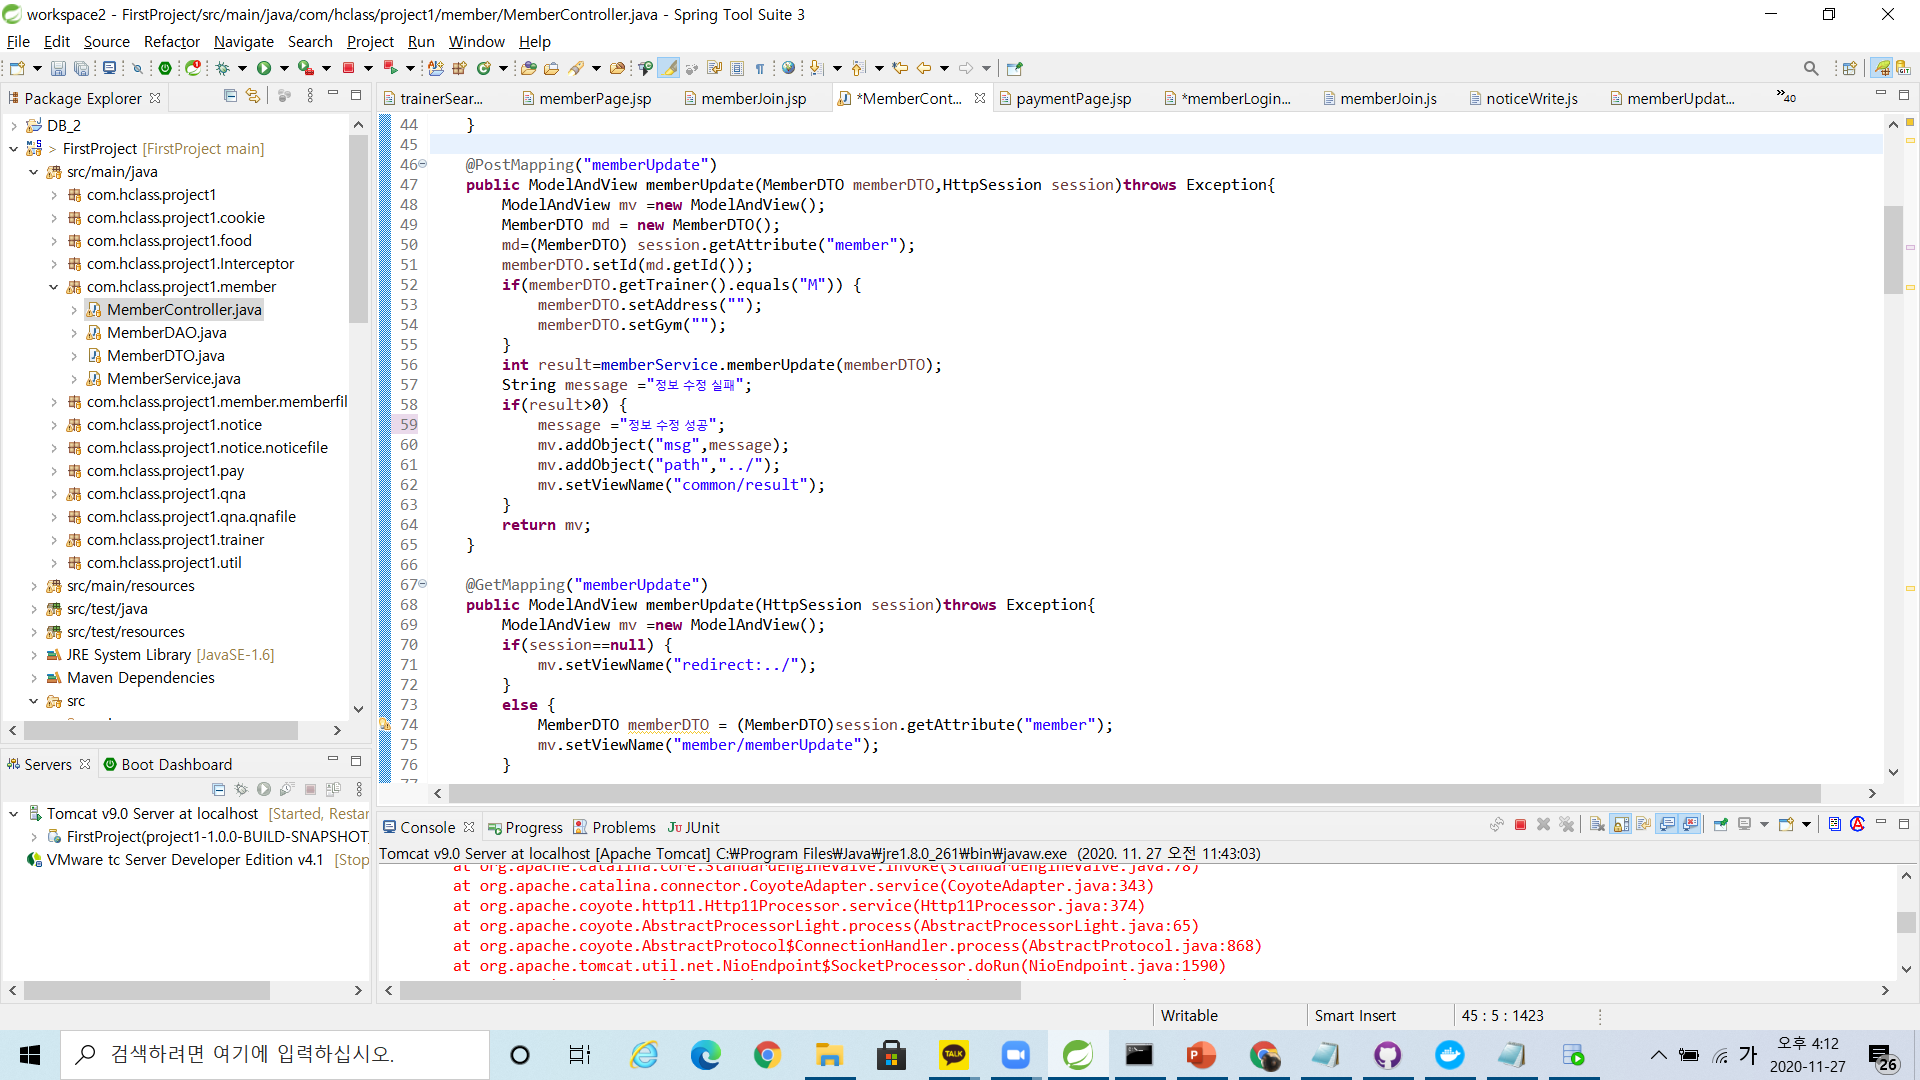 workspace2 - FirstProject/src/main/java/com/hclass/project1/member/MemberController.java - Spring Tool Suite 3
File Edit Source Refactor Navigate Search Project Run Window Help
Package Explorer
DB_2
> FirstProject [FirstProject main]
src/main/java
com.hclass.project1
com.hclass.project1.cookie
com.hclass.project1.food
com.hclass.project1.Interceptor
com.hclass.project1.member
MemberController.java
MemberDAO.java
MemberDTO.java
MemberService.java
com.hclass.project1.member.memberfil
com.hclass.project1.notice
com.hclass.project1.notice.noticefile
com.hclass.project1.pay
com.hclass.project1.qna
com.hclass.project1.qna.qnafile
com.hclass.project1.trainer
com.hclass.project1.util
src/main/resources
src/test/java
src/test/resources
JRE System Library [JavaSE-1.6]
Maven Dependencies
src
Servers Boot Dashboard
Tomcat v9.0 Server at localhost [Started, Restar
FirstProject(project1-1.0.0-BUILD-SNAPSHOT
VMware tc Server Developer Edition v4.1 [Stop
trainerSear... memberPage.jsp memberJoin.jsp *MemberCont... paymentPage.jsp *memberLogin... memberJoin.js noticeWrite.js memberUpdat... »40
44 }
45
46 @PostMapping("memberUpdate")
47 public ModelAndView memberUpdate(MemberDTO memberDTO,HttpSession session)throws Exception{
48 ModelAndView mv =new ModelAndView();
49 MemberDTO md = new MemberDTO();
50 md=(MemberDTO) session.getAttribute("member");
51 memberDTO.setId(md.getId());
52 if(memberDTO.getTrainer().equals("M")) {
53 memberDTO.setAddress("");
54 memberDTO.setGym("");
55 }
56 int result=memberService.memberUpdate(memberDTO);
57 String message ="정보 수정 실패";
58 if(result>0) {
59 message ="정보 수정 성공";
60 mv.addObject("msg",message);
61 mv.addObject("path","../");
62 mv.setViewName("common/result");
63 }
64 return mv;
65 }
66
67 @GetMapping("memberUpdate")
68 public ModelAndView memberUpdate(HttpSession session)throws Exception{
69 ModelAndView mv =new ModelAndView();
70 if(session==null) {
71 mv.setViewName("redirect:../");
72 }
73 else {
74 MemberDTO memberDTO = (MemberDTO)session.getAttribute("member");
75 mv.setViewName("member/memberUpdate");
76 }
77
Console Progress Problems JUnit
Tomcat v9.0 Server at localhost [Apache Tomcat] C:₩Program Files₩Java₩jre1.8.0_261₩bin₩javaw.exe (2020. 11. 27 오전 11:43:03)
at org.apache.catalina.core.StandardEngineValve.invoke(StandardEngineValve.java:78)
at org.apache.catalina.connector.CoyoteAdapter.service(CoyoteAdapter.java:343)
at org.apache.coyote.http11.Http11Processor.service(Http11Processor.java:374)
at org.apache.coyote.AbstractProcessorLight.process(AbstractProcessorLight.java:65)
at org.apache.coyote.AbstractProtocol$ConnectionHandler.process(AbstractProtocol.java:868)
at org.apache.tomcat.util.net.NioEndpoint$SocketProcessor.doRun(NioEndpoint.java:1590)
Writable Smart Insert 45 : 5 : 1423
검색하려면 여기에 입력하십시오.
TALK
가
오후 4:12
2020-11-27
26